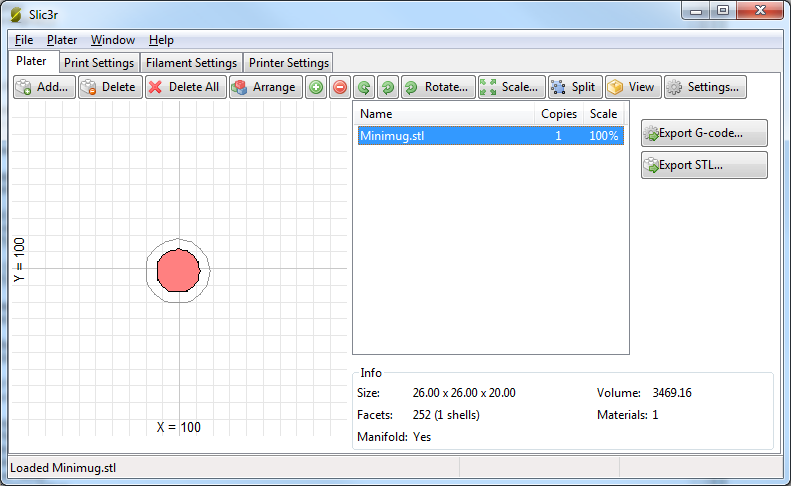 Slic3r
File Plater Window Help
Plater Print Settings Filament Settings Printer Settings
Add... Delete Delete All Arrange Rotate... Scale... Split View Settings...
Name Copies Scale
Minimug.stl 1 100%
Export G-code...
Export STL...
Y = 100
X = 100
Info
Size: 26.00 x 26.00 x 20.00 Volume: 3469.16
Facets: 252 (1 shells) Materials: 1
Manifold: Yes
Loaded Minimug.stl